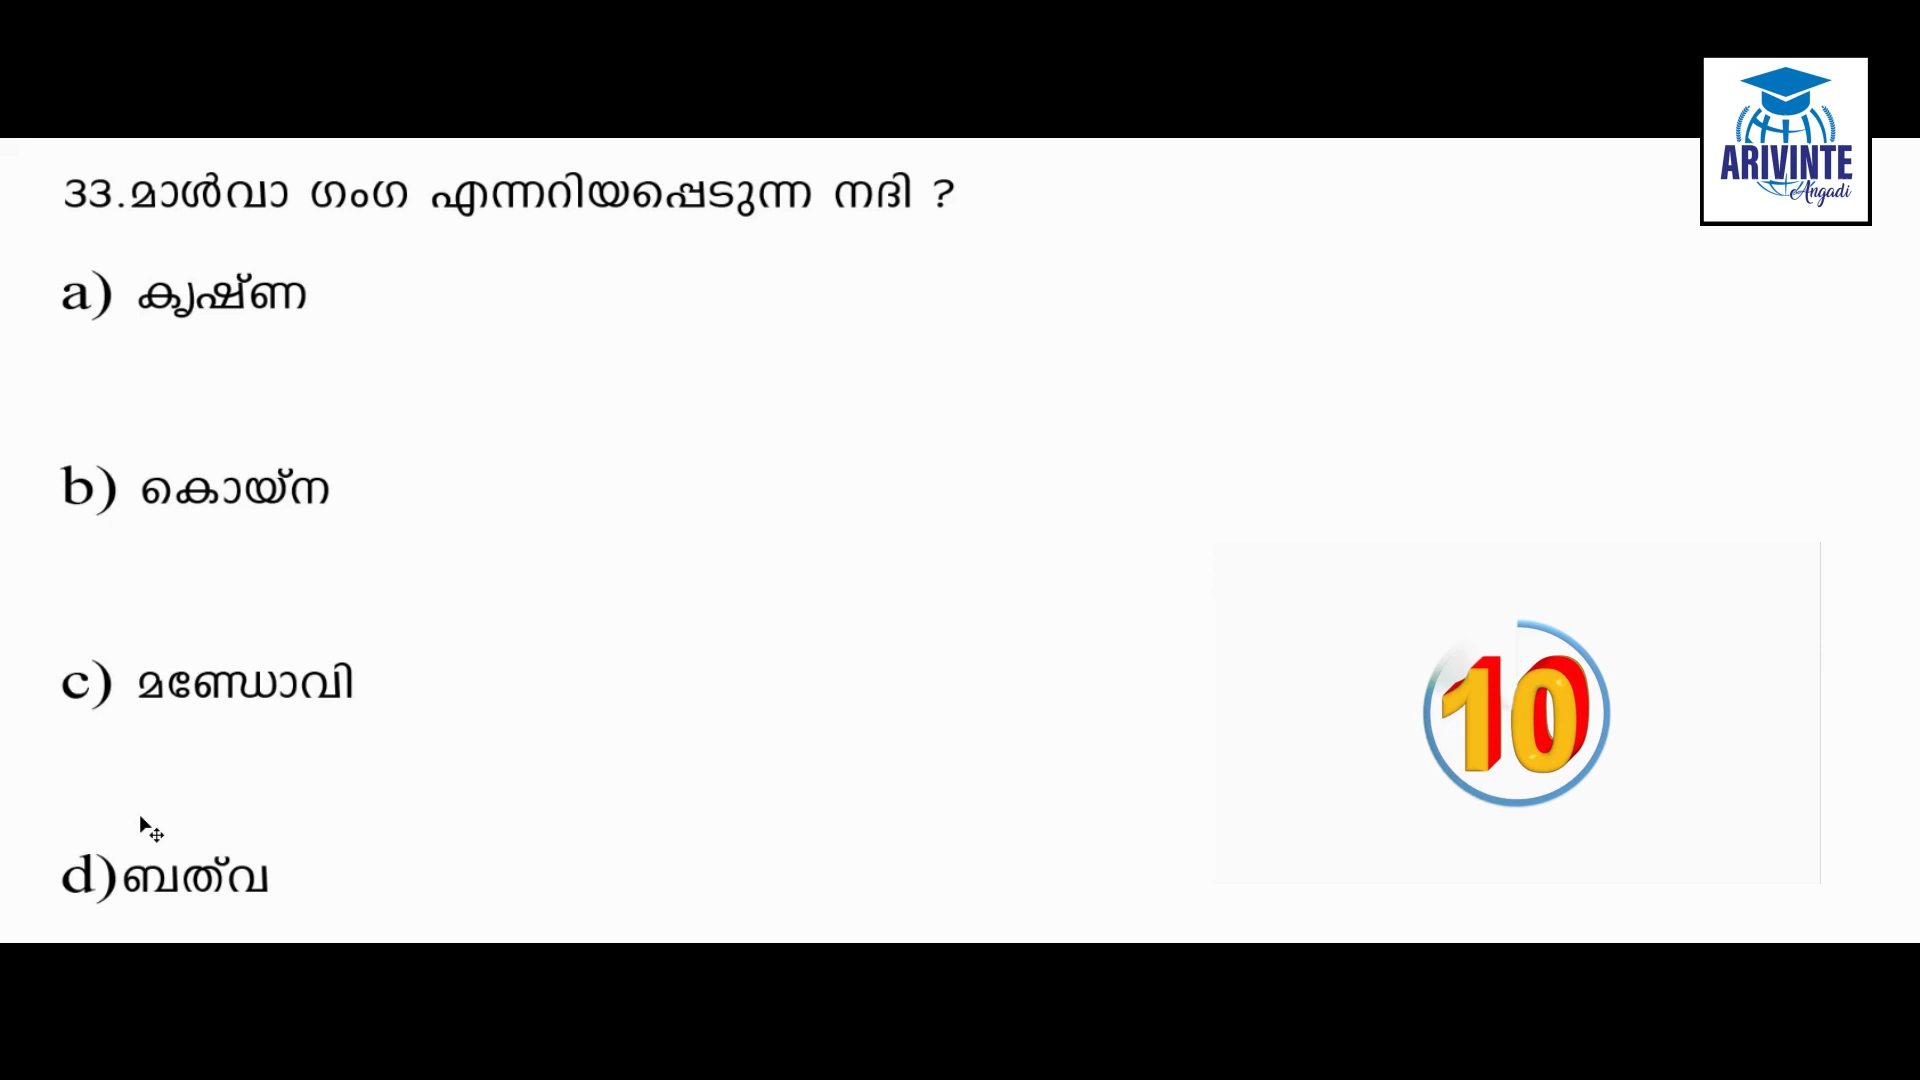 33.മാൾവാ ഗംഗ എന്നറിയപ്പെടുന്ന നദി ?
a) കൃഷ്ണ
b) കൊയ്ന
c) മണ്ഡോവി
d)ബത്വ
10
ARIVINTE
Angadi